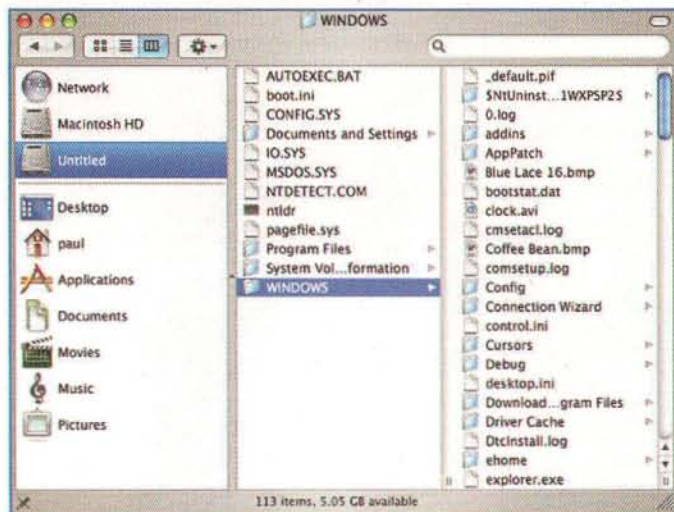 WINDOWS
Network
Macintosh HD
Untitled
Desktop
paul
Applications
Documents
Movies
Music
Pictures
AUTOEXEC.BAT
boot.ini
CONFIG.SYS
Documents and Settings
IO.SYS
MSDOS.SYS
NTDETECT.COM
ntldr
pagefile.sys
Program Files
System Vol...formation
WINDOWS
_default.pif
$NtUninst...1WXPSP2$
0.log
addins
AppPatch
Blue Lace 16.bmp
bootstat.dat
clock.avi
cmsetacl.log
Coffee Bean.bmp
comsetup.log
Config
Connection Wizard
control.ini
Cursors
Debug
desktop.ini
Download...gram Files
Driver Cache
DtcInstall.log
ehome
explorer.exe
113 items, 5.05 GB available